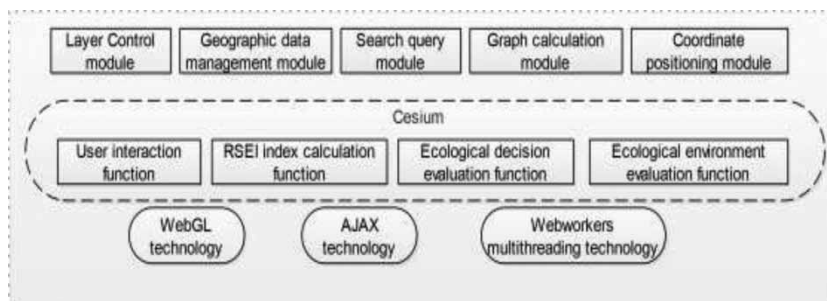 Layer Control
module
Geographic data
management module
Search query
module
Graph calculation
module
Coordinate
positioning module
Cesium
User interaction
function
RSEI index calculation
function
Ecological decision
evaluation function
Ecological environment
evaluation function
WebGL
technology
AJAX
technology
Webworkers
multithreading technology